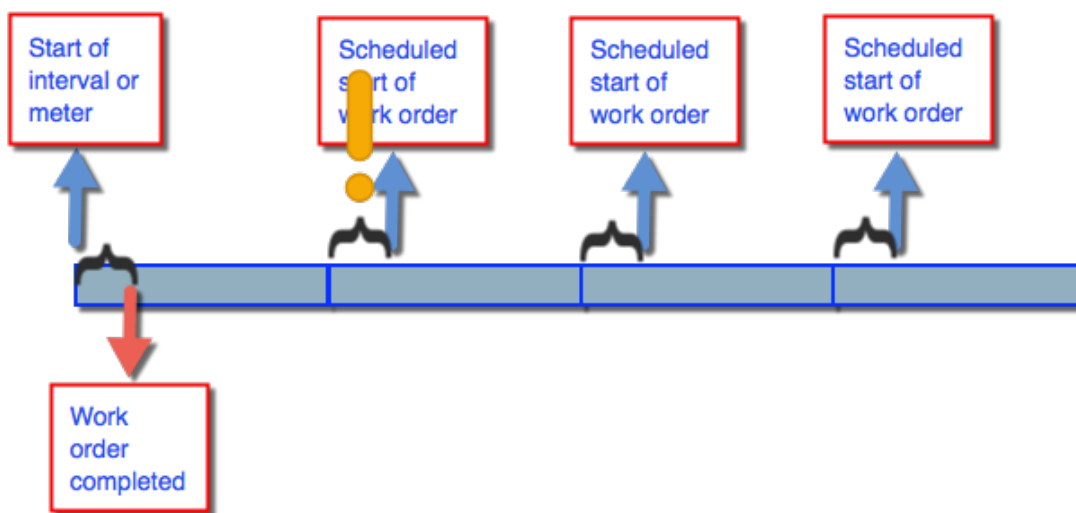 Start of
interval or
meter
Scheduled
start of
work order
Scheduled
start of
work order
Scheduled
start of
work order
Work
order
completed